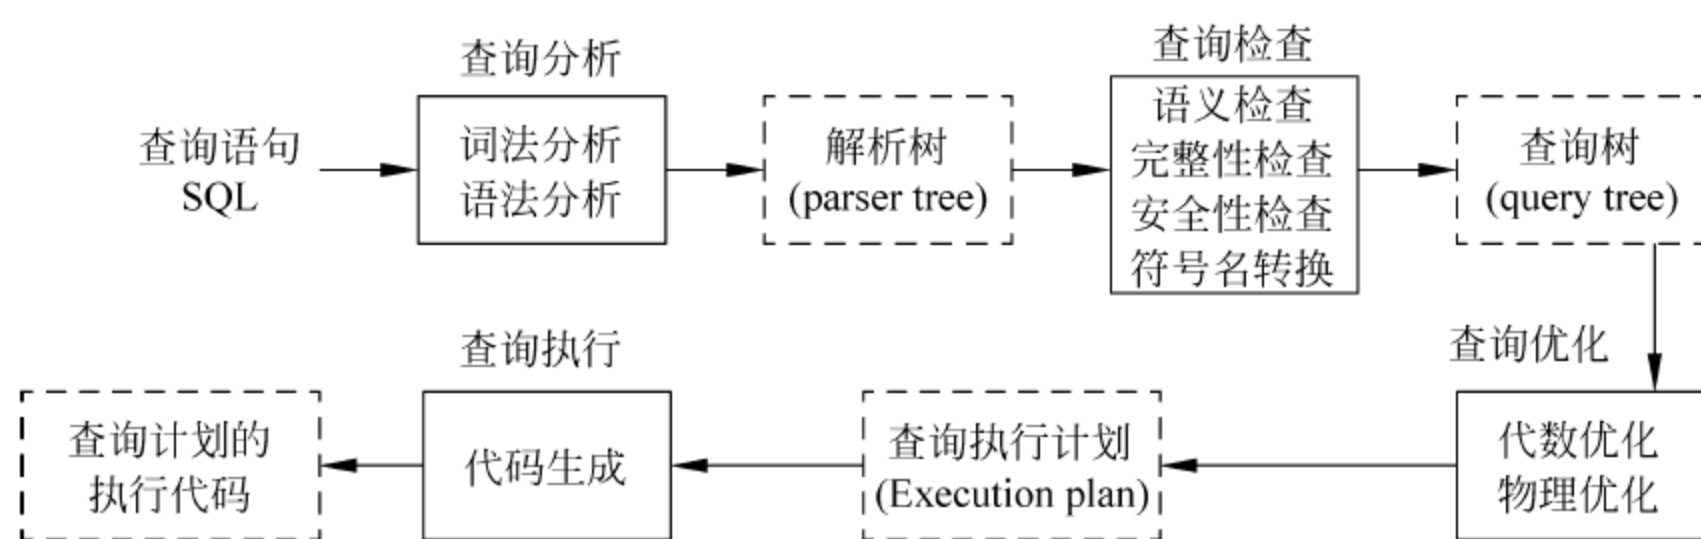 查询分析
查询检查
查询语句
SQL
词法分析
语法分析
解析树
(parser tree)
语义检查
完整性检查
安全性检查
符号名转换
查询树
(query tree)
查询执行
查询优化
查询计划的
执行代码
代码生成
查询执行计划
(Execution plan)
代数优化
物理优化